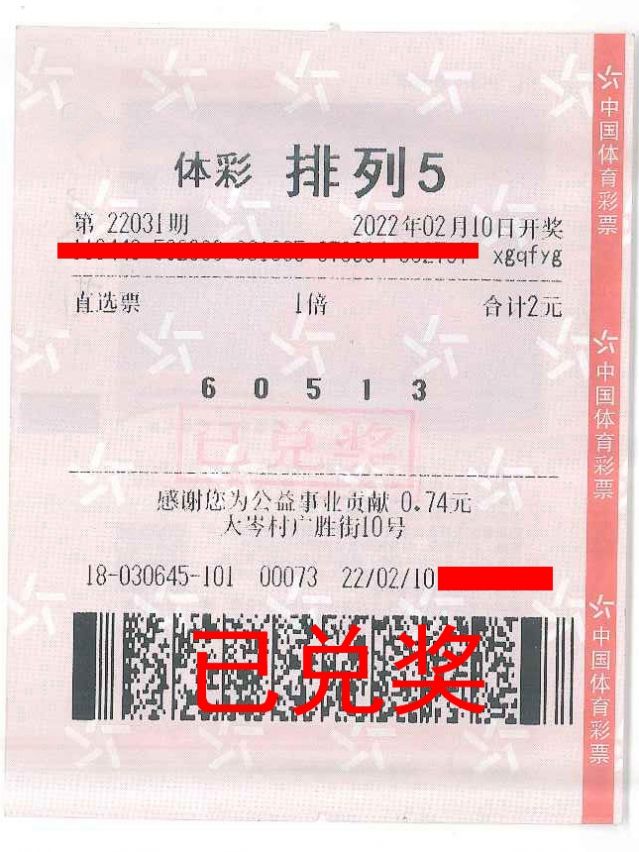 体彩 排列5
第 22031期 2022年02月10日开奖
xgqfyg
直选票 1倍 合计2元
6 0 5 1 3
已兑奖
感谢您为公益事业贡献 0.74元
大岑村广胜街10号
18-030645-101 00073 22/02/10
已兑奖
中国体育彩票
中国体育彩票
中国体育彩票